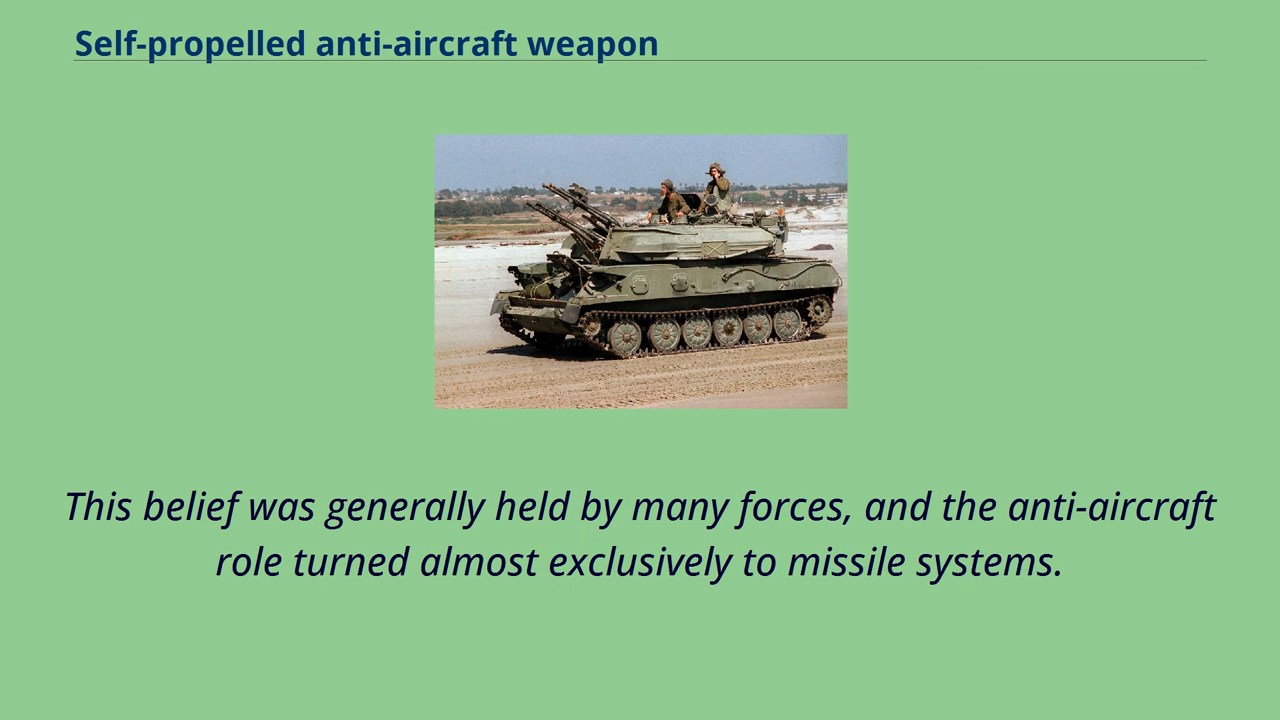 Self-propelled anti-aircraft weapon
This belief was generally held by many forces, and the anti-aircraft
role turned almost exclusively to missile systems.